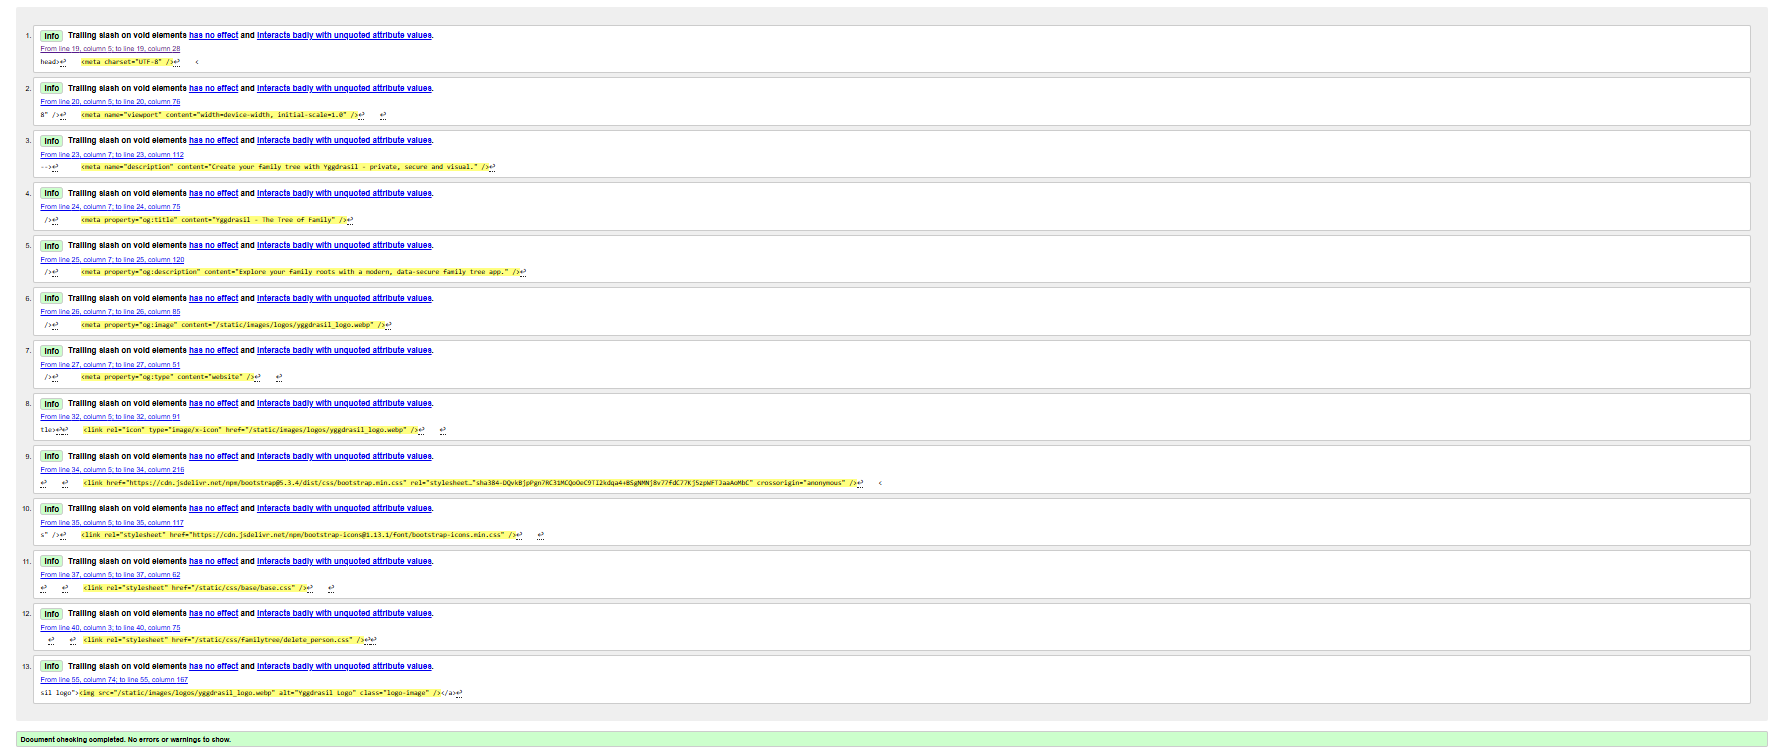 1. Info Trailing slash on void elements has no effect and interacts badly with unquoted attribute values.
From line 19, column 5; to line 19, column 28
head>↩    <meta charset="UTF-8" />↩    <
2. Info Trailing slash on void elements has no effect and interacts badly with unquoted attribute values.
From line 20, column 5; to line 20, column 76
8" />↩    <meta name="viewport" content="width=device-width, initial-scale=1.0" />↩    ↩
3. Info Trailing slash on void elements has no effect and interacts badly with unquoted attribute values.
From line 23, column 7; to line 23, column 112
-->↩      <meta name="description" content="Create your family tree with Yggdrasil - private, secure and visual." />↩
4. Info Trailing slash on void elements has no effect and interacts badly with unquoted attribute values.
From line 24, column 7; to line 24, column 75
/>↩      <meta property="og:title" content="Yggdrasil - The Tree of Family" />↩
5. Info Trailing slash on void elements has no effect and interacts badly with unquoted attribute values.
From line 25, column 7; to line 25, column 120
/>↩      <meta property="og:description" content="Explore your family roots with a modern, data-secure family tree app." />↩
6. Info Trailing slash on void elements has no effect and interacts badly with unquoted attribute values.
From line 26, column 7; to line 26, column 85
/>↩      <meta property="og:image" content="/static/images/logos/yggdrasil_logo.webp" />↩
7. Info Trailing slash on void elements has no effect and interacts badly with unquoted attribute values.
From line 27, column 7; to line 27, column 51
/>↩      <meta property="og:type" content="website" />↩    ↩
8. Info Trailing slash on void elements has no effect and interacts badly with unquoted attribute values.
From line 32, column 5; to line 32, column 91
tle>↩↩    <link rel="icon" type="image/x-icon" href="/static/images/logos/yggdrasil_logo.webp" />↩    ↩
9. Info Trailing slash on void elements has no effect and interacts badly with unquoted attribute values.
From line 34, column 5; to line 34, column 216
↩    ↩    <link href="https://cdn.jsdelivr.net/npm/bootstrap@5.3.4/dist/css/bootstrap.min.css" rel="stylesheet…" crossorigin="anonymous" />↩    <
10. Info Trailing slash on void elements has no effect and interacts badly with unquoted attribute values.
From line 35, column 5; to line 35, column 117
s" />↩    <link rel="stylesheet" href="https://cdn.jsdelivr.net/npm/bootstrap-icons@1.13.1/font/bootstrap-icons.min.css" />↩    ↩
11. Info Trailing slash on void elements has no effect and interacts badly with unquoted attribute values.
From line 37, column 5; to line 37, column 62
↩    ↩    <link rel="stylesheet" href="/static/css/base/base.css" />↩    ↩
12. Info Trailing slash on void elements has no effect and interacts badly with unquoted attribute values.
From line 40, column 3; to line 40, column 75
↩    ↩  <link rel="stylesheet" href="/static/css/familytree/delete_person.css" />↩↩
13. Info Trailing slash on void elements has no effect and interacts badly with unquoted attribute values.
From line 55, column 74; to line 55, column 167
sil logo"><img src="/static/images/logos/yggdrasil_logo.webp" alt="Yggdrasil Logo" class="logo-image" /></a>↩
Document checking completed. No errors or warnings to show.